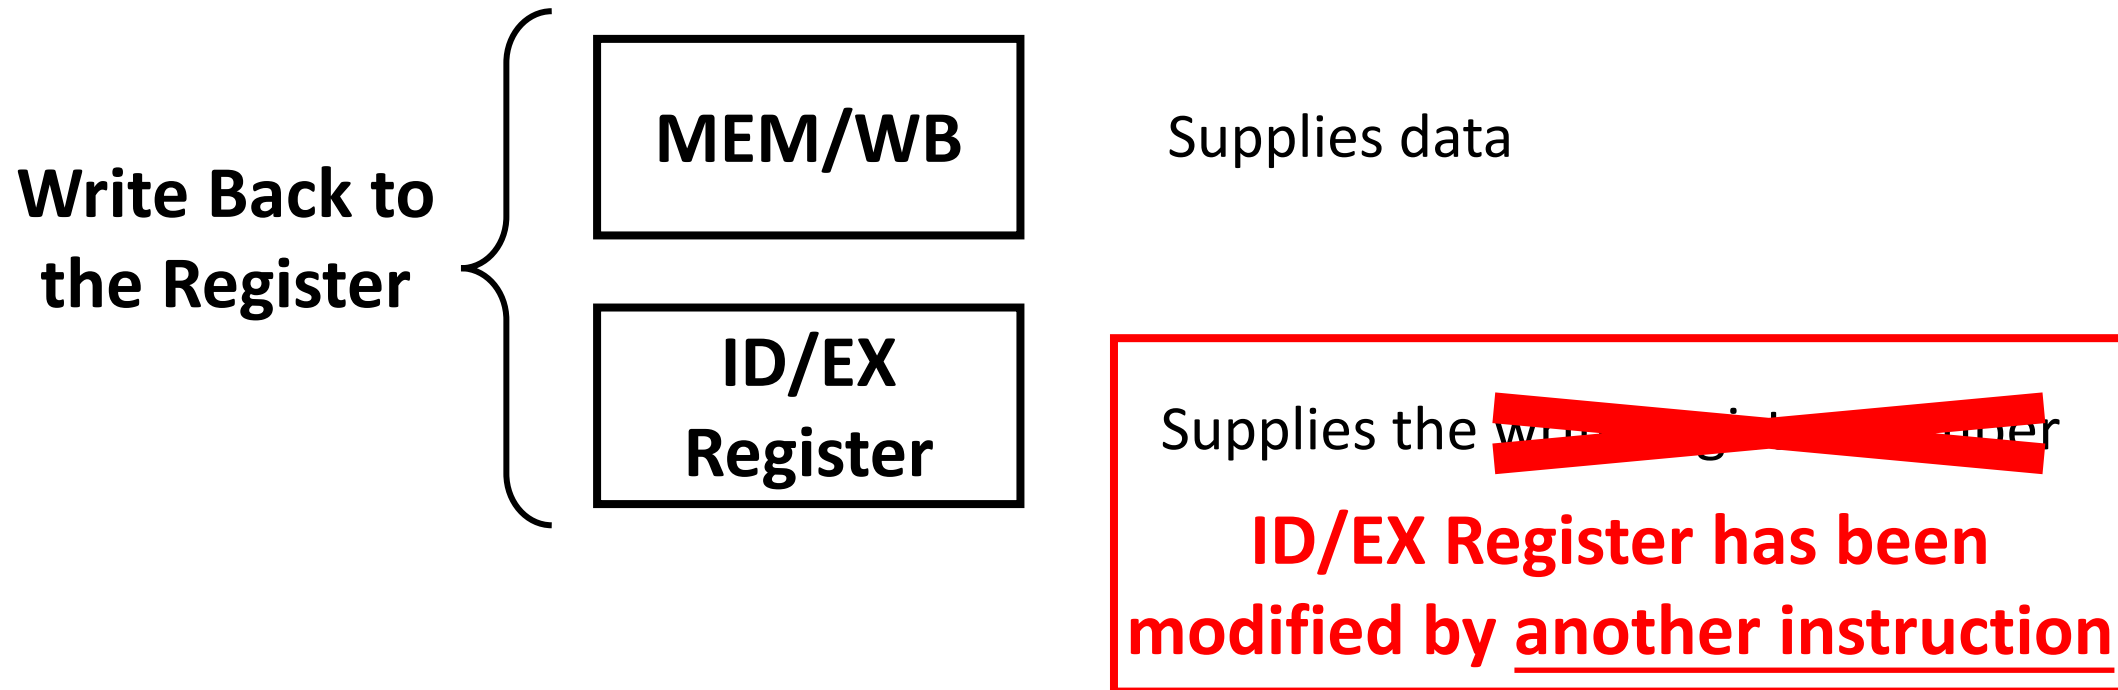 Write Back to
the Register
MEM/WB
Supplies data
ID/EX
Register
Supplies the
ID/EX Register has been
modified by another instruction